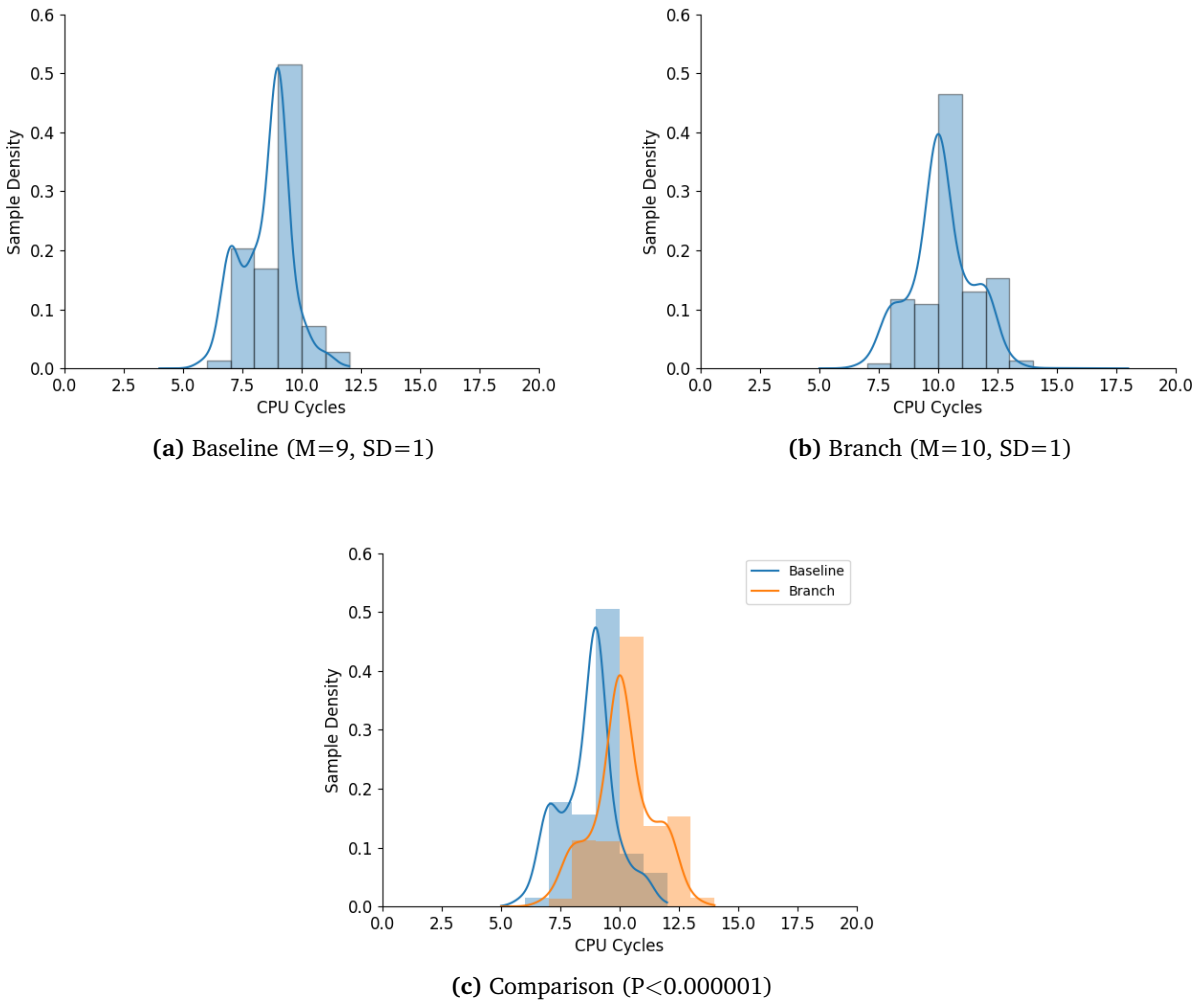 0.6
0.5
0.4
0.3
0.2
0.1
0.0
Sample Density
0.0 2.5 5.0 7.5 10.0 12.5 15.0 17.5 20.0
CPU Cycles
(a) Baseline (M=9, SD=1)
0.6
0.5
0.4
0.3
0.2
0.1
0.0
Sample Density
0.0 2.5 5.0 7.5 10.0 12.5 15.0 17.5 20.0
CPU Cycles
(b) Branch (M=10, SD=1)
0.6
0.5
0.4
0.3
0.2
0.1
0.0
Sample Density
Baseline
Branch
0.0 2.5 5.0 7.5 10.0 12.5 15.0 17.5 20.0
CPU Cycles
(c) Comparison (P<0.000001)